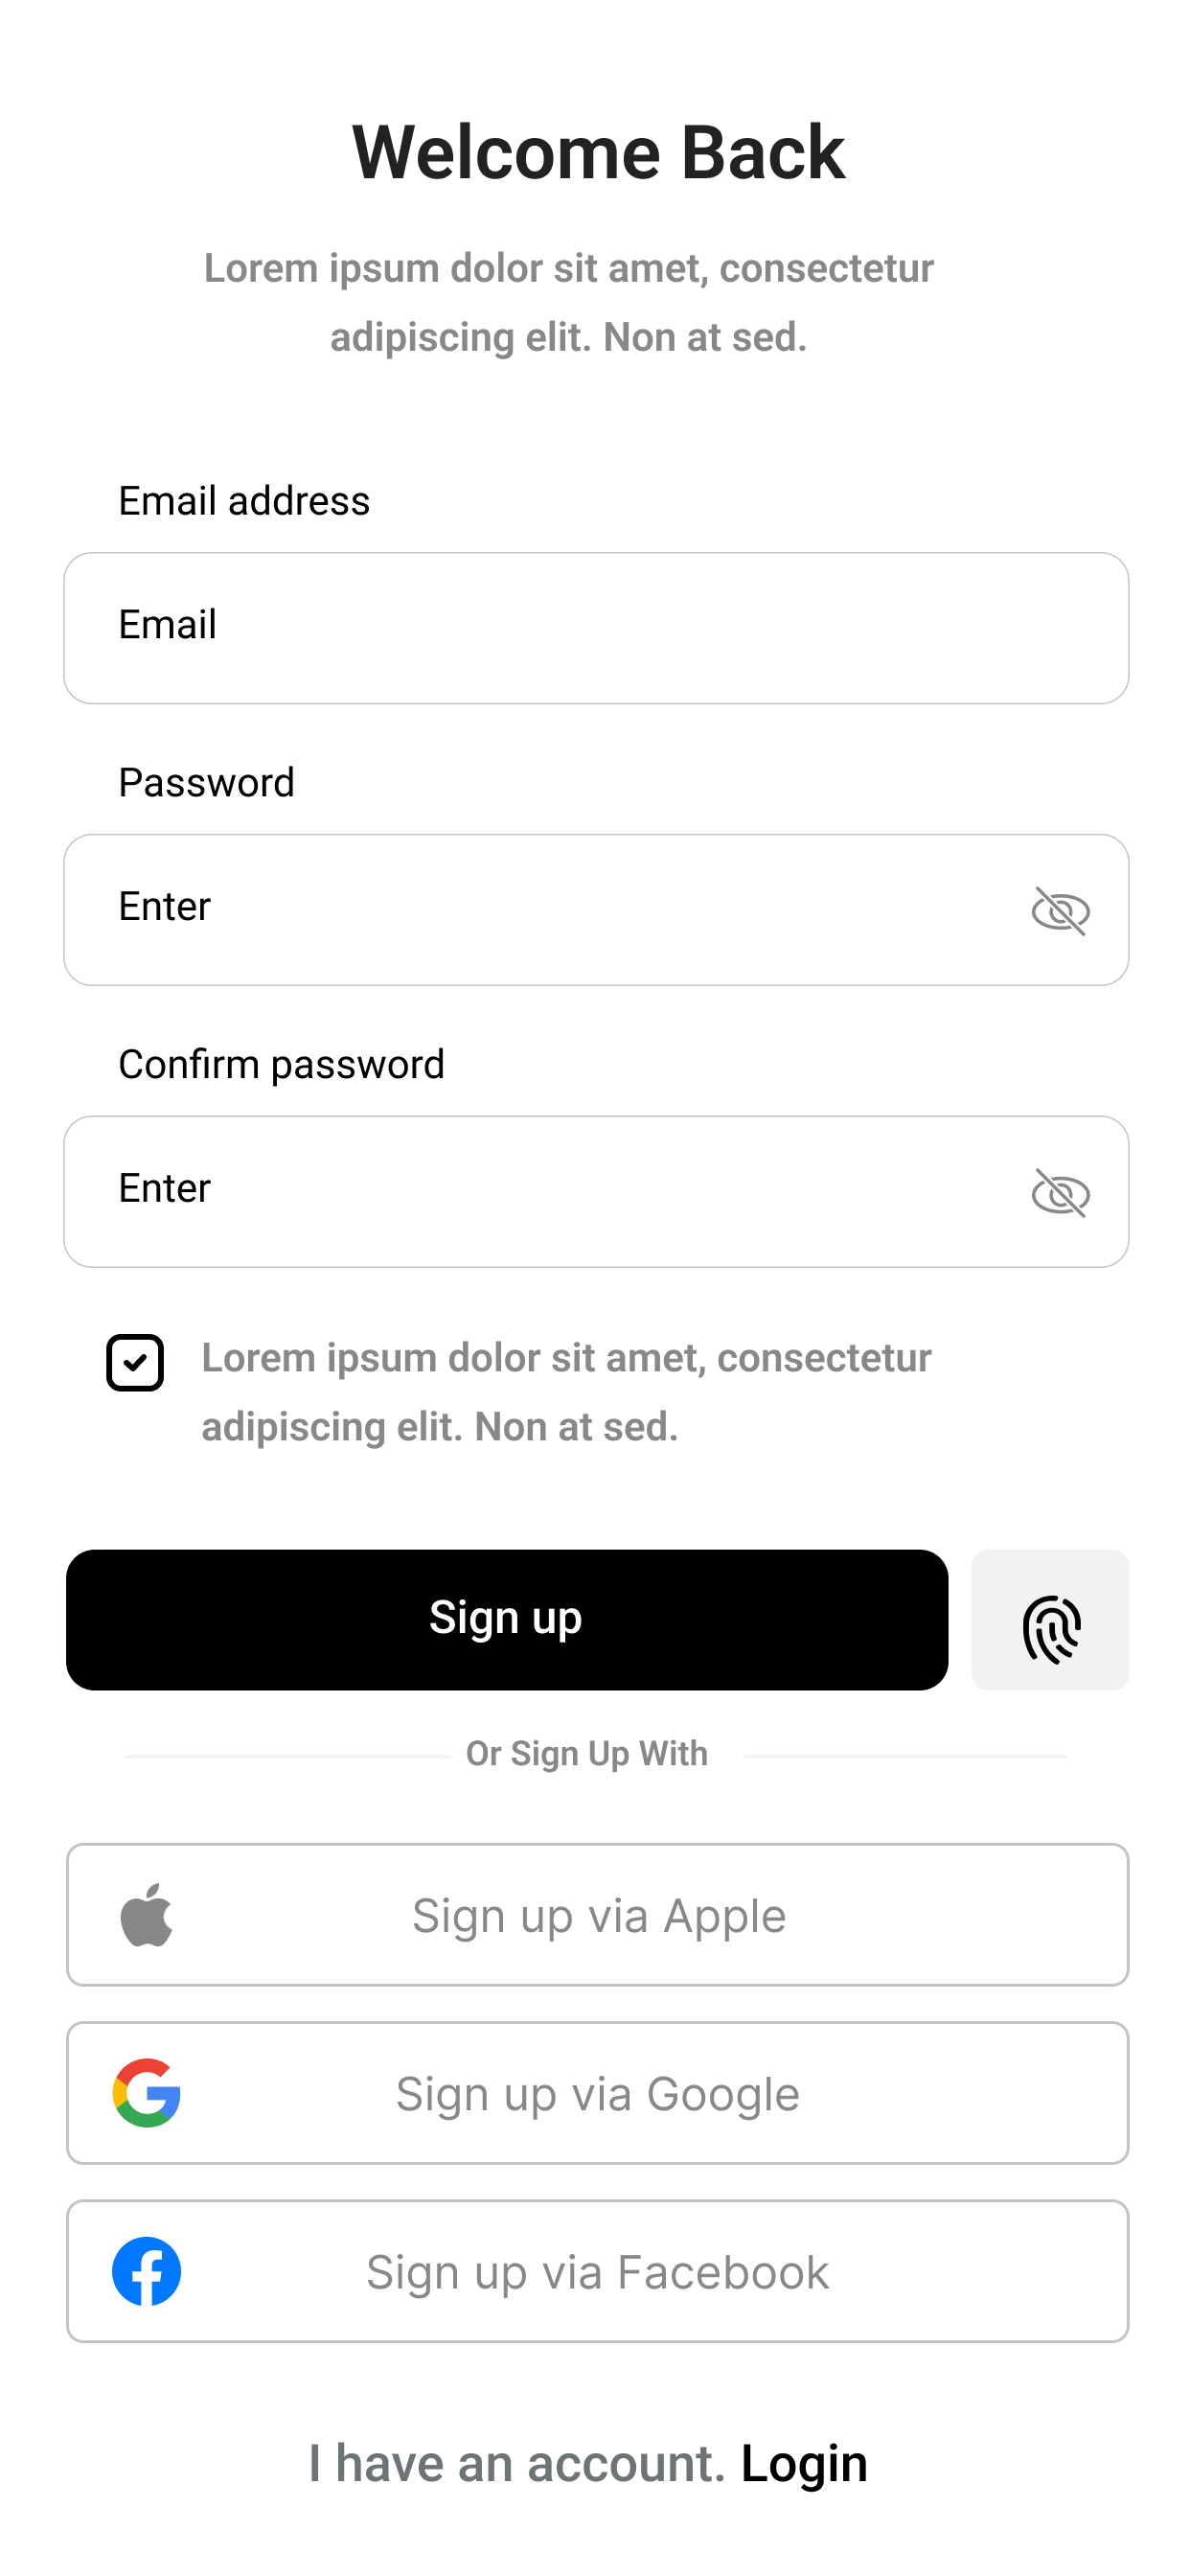 Welcome Back
Lorem ipsum dolor sit amet, consectetur
adipiscing elit. Non at sed.
Email address
Email
Password
Enter
Confirm password
Enter
Lorem ipsum dolor sit amet, consectetur
adipiscing elit. Non at sed.
Sign up
Or Sign Up With
Sign up via Apple
Sign up via Google
Sign up via Facebook
I have an account. Login